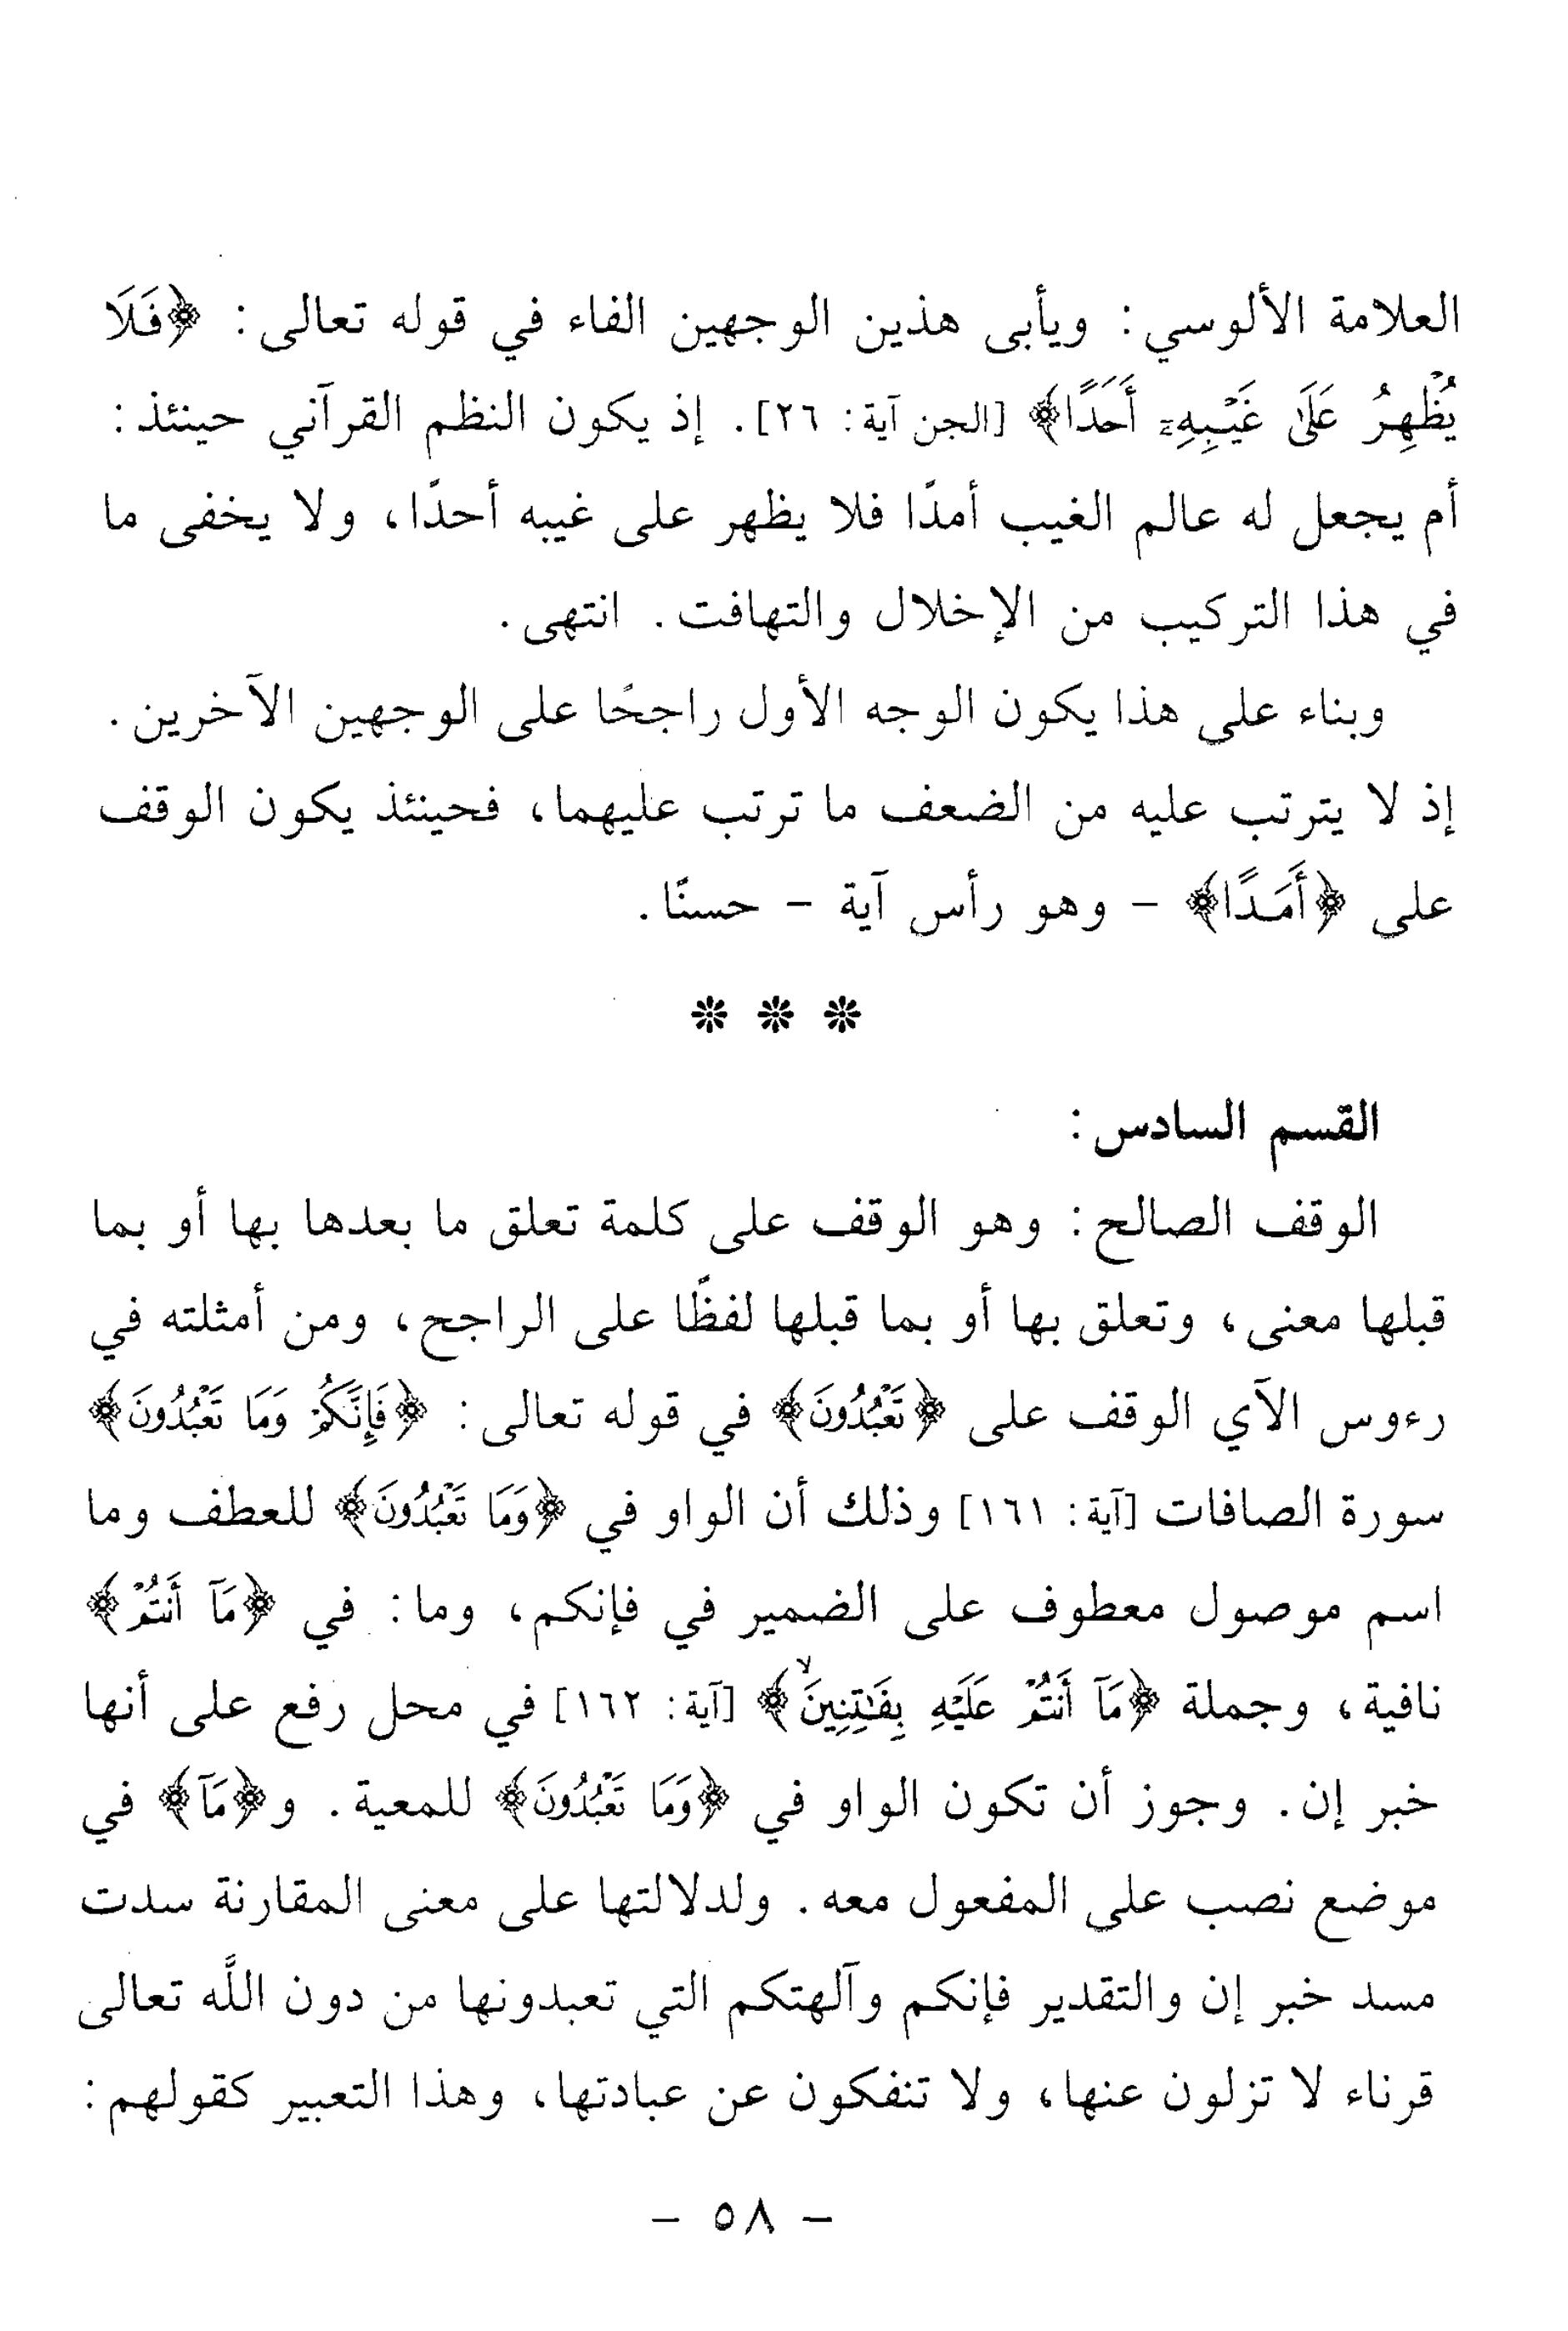 العلامة الألوسي : ويأبى هذين الوجهين الفاء في قوله تعالى : ﴿فَلَا
يُظْهِرُ عَلَىٰ غَيْبِهِۦٓ أَحَدًا﴾ [الجن آية: ٢٦]. إذ يكون النظم القرآني حينئذ :
أم يجعل له عالم الغيب أمدًا فلا يظهر على غيبه أحدًا، ولا يخفى ما
في هذا التركيب من الإخلال والتهافت. انتهى.
وبناء على هذا يكون الوجه الأول راجحًا على الوجهين الآخرين.
إذ لا يترتب عليه من الضعف ما ترتب عليهما، فحينئذ يكون الوقف
على ﴿أَمَدًا﴾ - وهو رأس آية - حسنًا.
❊ ❊ ❊
القسم السادس :
الوقف الصالح : وهو الوقف على كلمة تعلق ما بعدها بها أو بما
قبلها معنى، وتعلق بها أو بما قبلها لفظًا على الراجح، ومن أمثلته في
رءوس الآي الوقف على ﴿تَعْبُدُونَ﴾ في قوله تعالى : ﴿فَإِنَّكُمْ وَمَا تَعْبُدُونَ﴾
سورة الصافات [آية: ١٦١] وذلك أن الواو في ﴿وَمَا تَعْبُدُونَ﴾ للعطف وما
اسم موصول معطوف على الضمير في فإنكم، وما : في ﴿مَآ أَنتُمْ﴾
نافية، وجملة ﴿مَآ أَنتُمْ عَلَيْهِ بِفَـٰتِنِينَۙ﴾ [آية: ١٦٢] في محل رفع على أنها
خبر إن. وجوز أن تكون الواو في ﴿وَمَا تَعْبُدُونَ﴾ للمعية. و﴿مَآ﴾ في
موضع نصب على المفعول معه. ولدلالتها على معنى المقارنة سدت
مسد خبر إن والتقدير فإنكم وآلهتكم التي تعبدونها من دون اللَّه تعالى
قرناء لا تزلون عنها، ولا تنفكون عن عبادتها، وهذا التعبير كقولهم :
- ٥٨ -